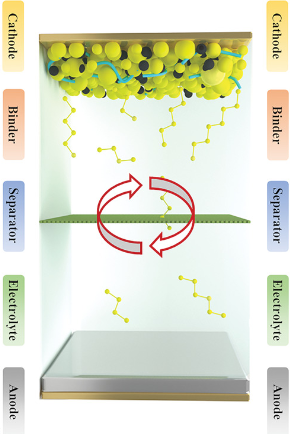 Cathode
Binder
Separator
Electrolyte
Anode
Cathode
Binder
Separator
Electrolyte
Anode